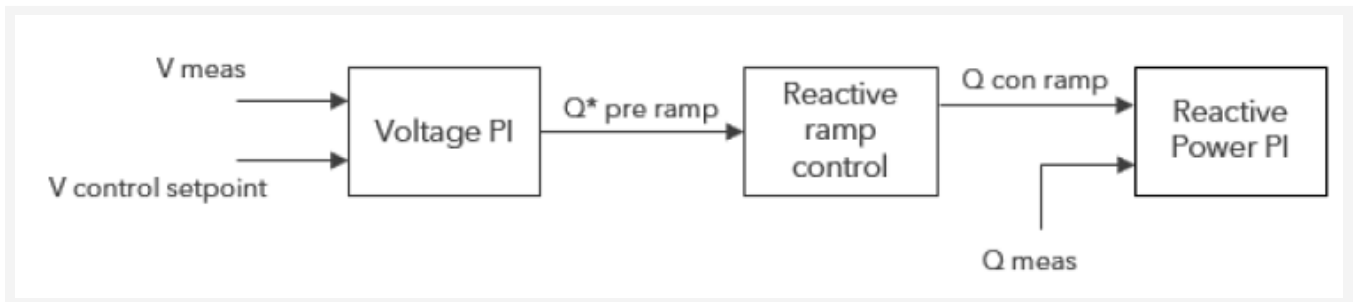 V meas
V control setpoint
Voltage PI
Q* pre ramp
Reactive
ramp
control
Q con ramp
Q meas
Reactive
Power PI